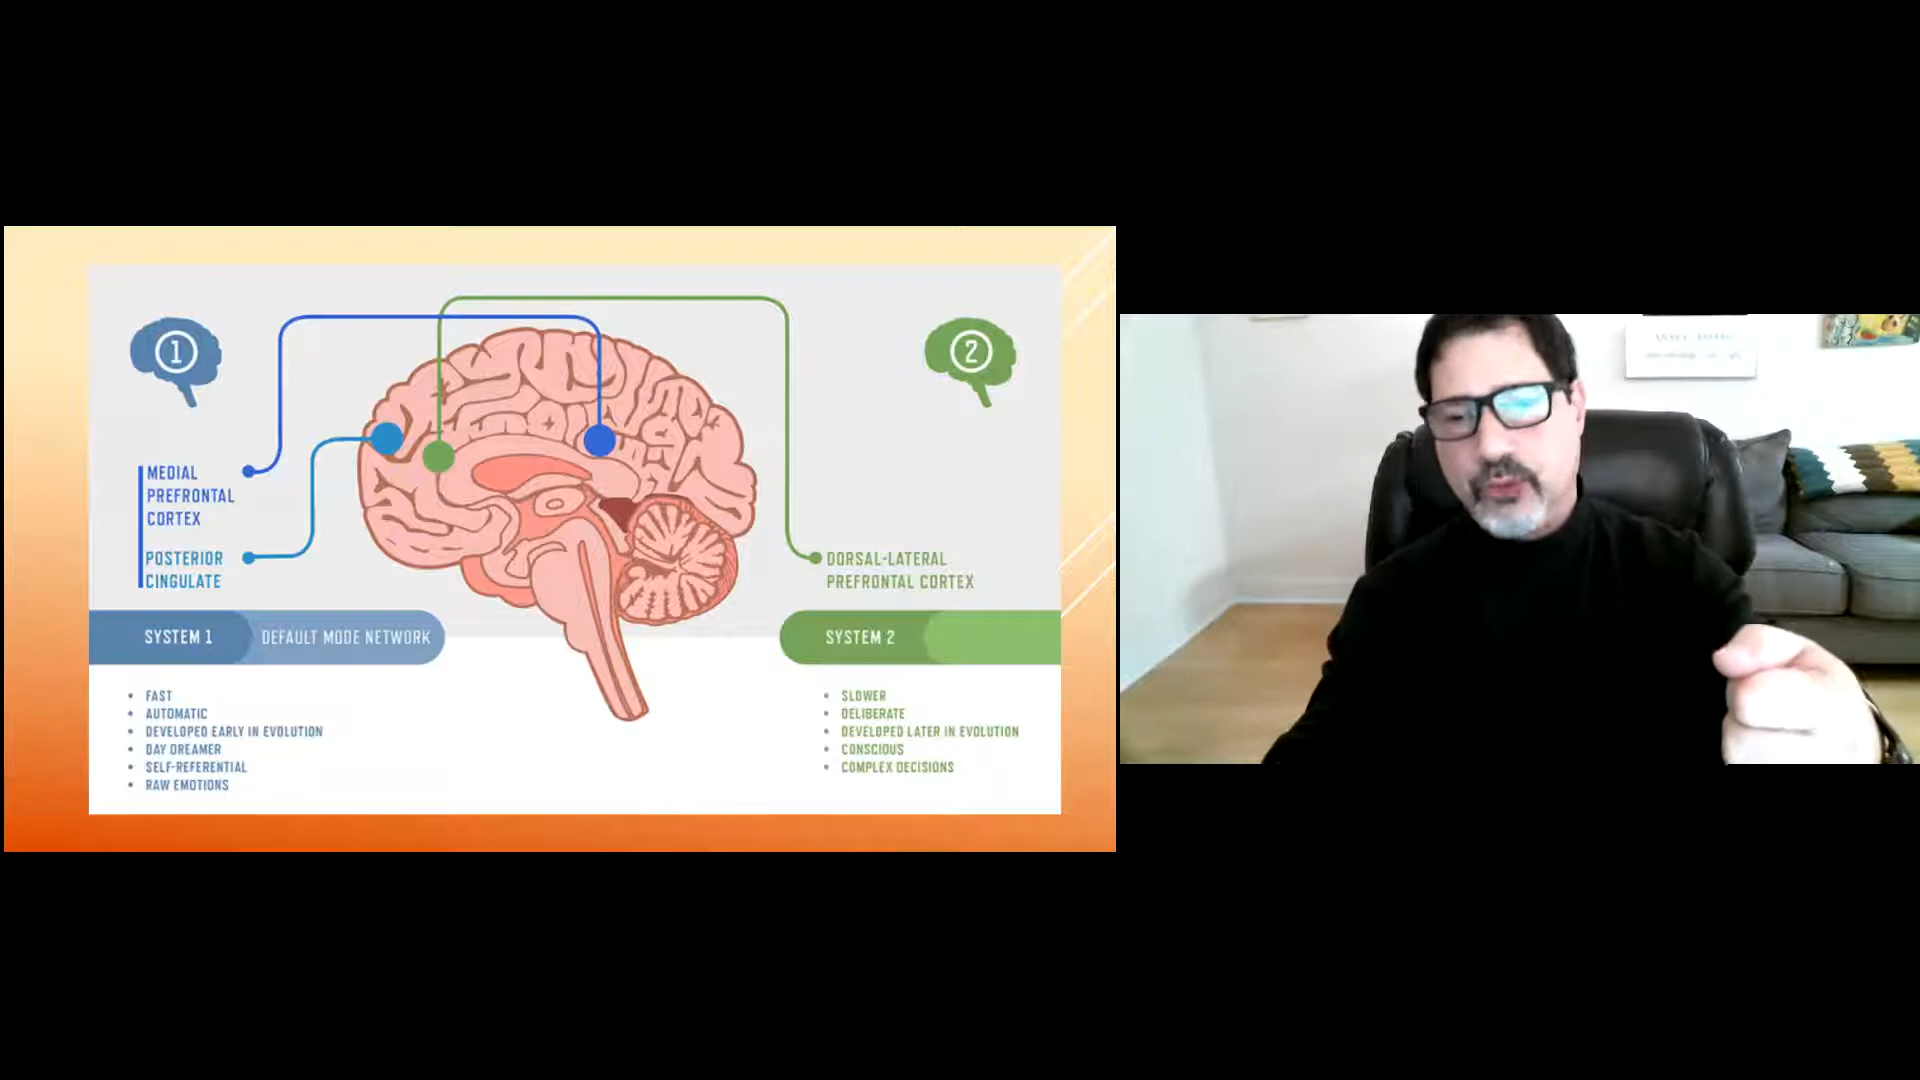 1
2
MEDIAL
PREFRONTAL
CORTEX
POSTERIOR
CINGULATE
DORSAL-LATERAL
PREFRONTAL CORTEX
SYSTEM 1
DEFAULT MODE NETWORK
SYSTEM 2
• FAST
• AUTOMATIC
• DEVELOPED EARLY IN EVOLUTION
• DAY DREAMER
• SELF-REFERENTIAL
• RAW EMOTIONS
• SLOWER
• DELIBERATE
• DEVELOPED LATER IN EVOLUTION
• CONSCIOUS
• COMPLEX DECISIONS